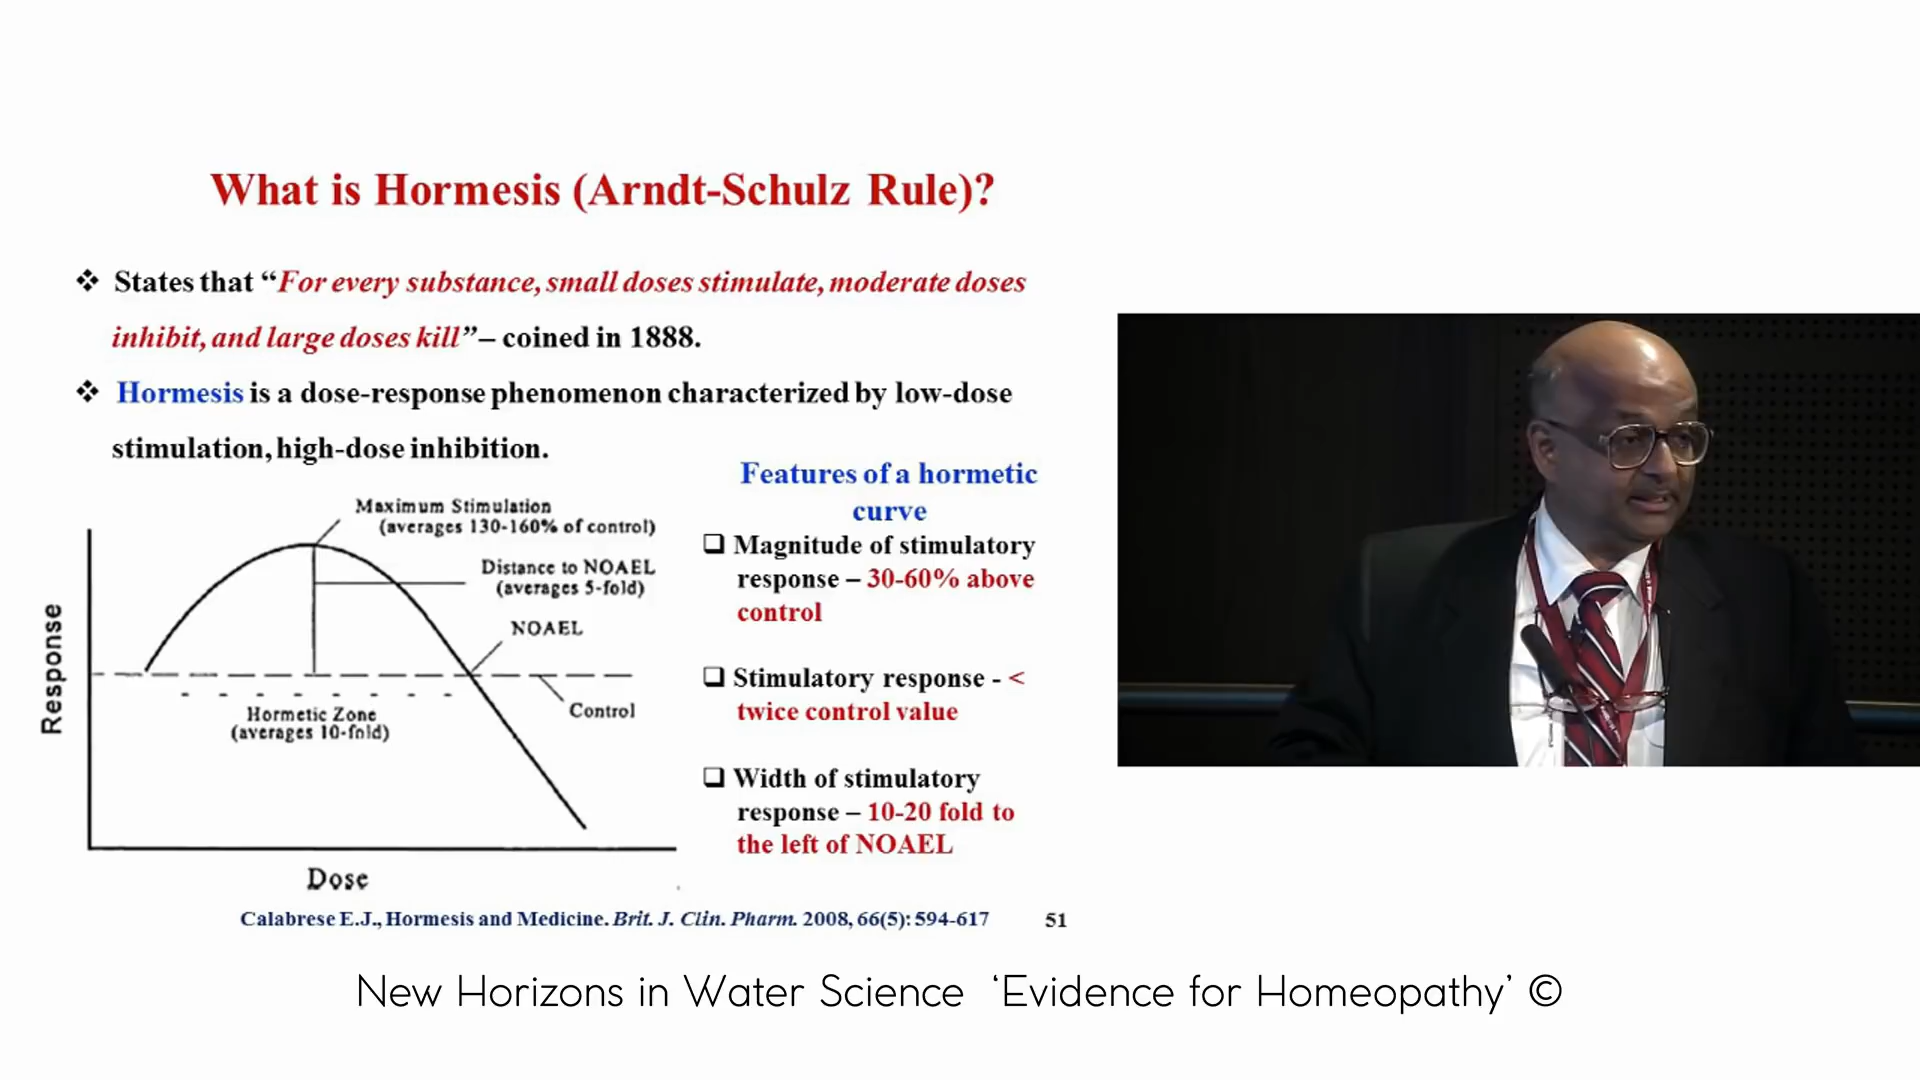 What is Hormesis (Arndt-Schulz Rule)?
❖ States that “For every substance, small doses stimulate, moderate doses
inhibit, and large doses kill”– coined in 1888.
❖ Hormesis is a dose-response phenomenon characterized by low-dose
stimulation, high-dose inhibition.
Maximum Stimulation
(averages 130-160% of control)
Distance to NOAEL
(averages 5-fold)
NOAEL
Control
Hormetic Zone
(averages 10-fold)
Response
Dose
Features of a hormetic
curve
❑ Magnitude of stimulatory
response – 30-60% above
control
❑ Stimulatory response - <
twice control value
❑ Width of stimulatory
response – 10-20 fold to
the left of NOAEL
Calabrese E.J., Hormesis and Medicine. Brit. J. Clin. Pharm. 2008, 66(5): 594-617
51
New Horizons in Water Science ‘Evidence for Homeopathy’ ©